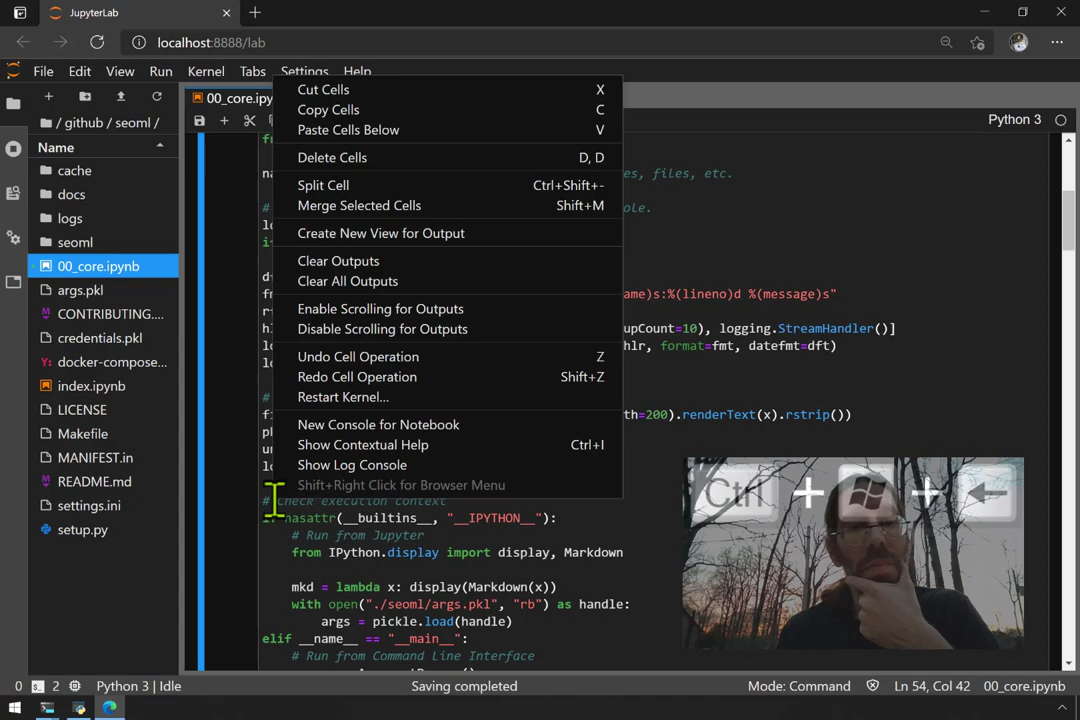 JupyterLab
localhost:8888/lab
File Edit View Run Kernel Tabs Settings Help
00_core.ipy
Python 3
/ github / seoml /
Name
cache
docs
logs
seoml
00_core.ipynb
args.pkl
CONTRIBUTING....
credentials.pkl
docker-compose...
index.ipynb
LICENSE
Makefile
MANIFEST.in
README.md
settings.ini
setup.py
Cut Cells X
Copy Cells C
Paste Cells Below V
Delete Cells D, D
Split Cell Ctrl+Shift+-
Merge Selected Cells Shift+M
Create New View for Output
Clear Outputs
Clear All Outputs
Enable Scrolling for Outputs
Disable Scrolling for Outputs
Undo Cell Operation Z
Redo Cell Operation Shift+Z
Restart Kernel...
New Console for Notebook
Show Contextual Help Ctrl+I
Show Log Console
Shift+Right Click for Browser Menu
es, files, etc.
ole.
ame)s:%(lineno)d %(message)s"
upCount=10), logging.StreamHandler()]
hlr, format=fmt, datefmt=dft)
th=200).renderText(x).rstrip())
# Check execution context
if hasattr(__builtins__, "__IPYTHON__"):
# Run from Jupyter
from IPython.display import display, Markdown
mkd = lambda x: display(Markdown(x))
with open("./seoml/args.pkl", "rb") as handle:
args = pickle.load(handle)
elif __name__ == "__main__":
# Run from Command Line Interface
Ctrl + + ←
0 2 Python 3 | Idle Saving completed Mode: Command Ln 54, Col 42 00_core.ipynb